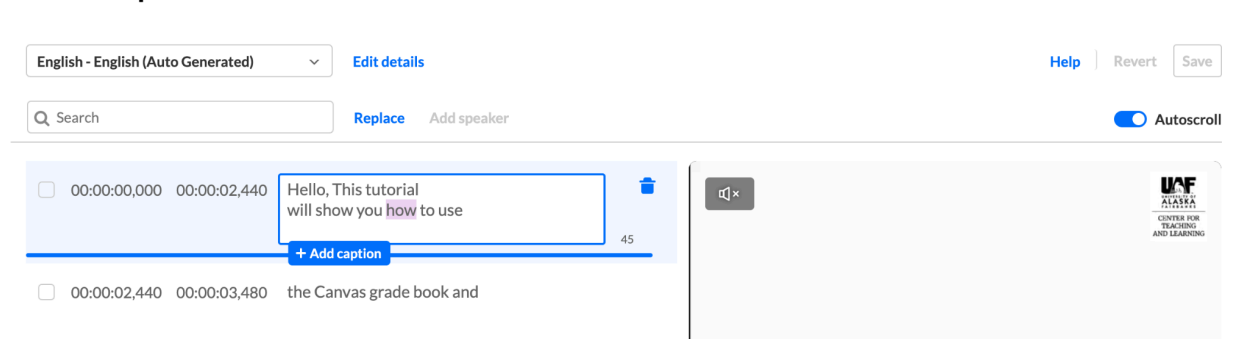 English - English (Auto Generated)
Edit details
Help
Revert
Save
Search
Replace
Add speaker
Autoscroll
00:00:00,000 00:00:02,440
Hello, This tutorial
will show you how to use
45
+ Add caption
00:00:02,440 00:00:03,480 the Canvas grade book and
UAF
UNIVERSITY OF
ALASKA
FAIRBANKS
CENTER FOR
TEACHING
AND LEARNING